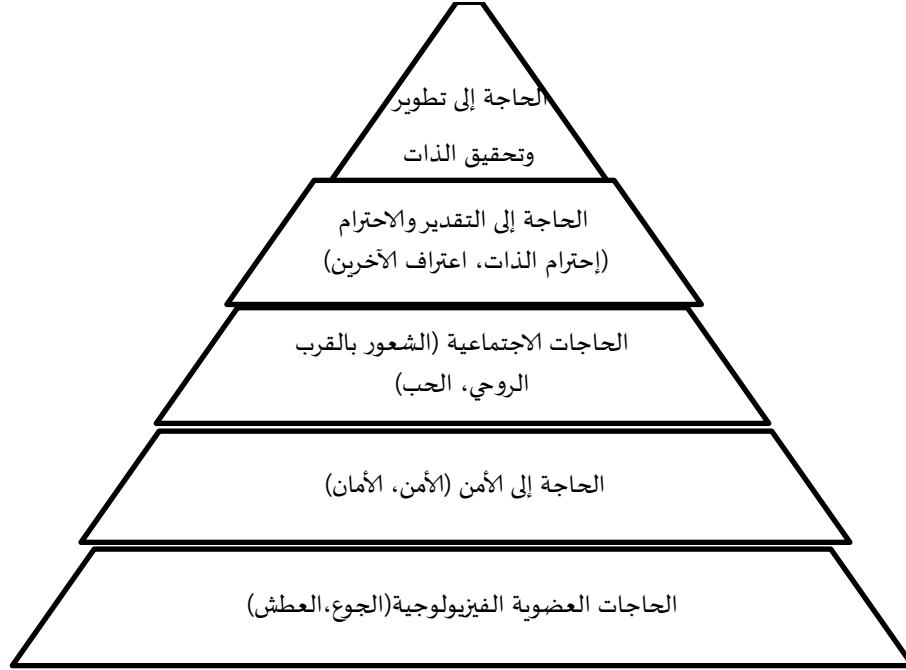 الحاجة إلى تطوير
وتحقيق الذات
الحاجة إلى التقدير والاحترام
(إحترام الذات، اعتراف الآخرين)
الحاجات الاجتماعية (الشعور بالقرب
الروحي، الحب)
الحاجة إلى الأمن (الأمن، الأمان)
الحاجات العضوية الفيزيولوجية(الجوع،العطش)